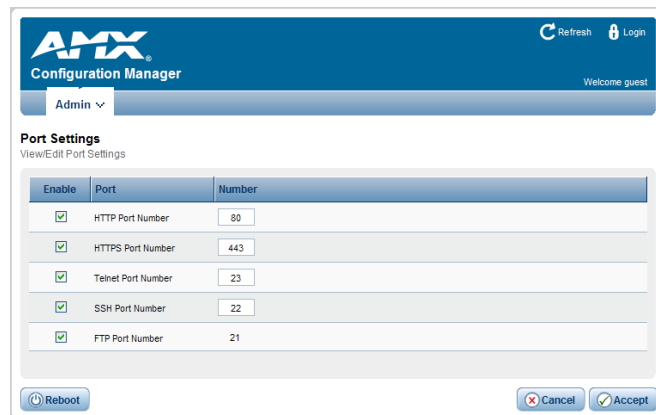 Refresh Login
AMX
Configuration Manager
Welcome guest
Admin
Port Settings
View/Edit Port Settings
Enable Port Number
HTTP Port Number 80
HTTPS Port Number 443
Telnet Port Number 23
SSH Port Number 22
FTP Port Number 21
Reboot Cancel Accept